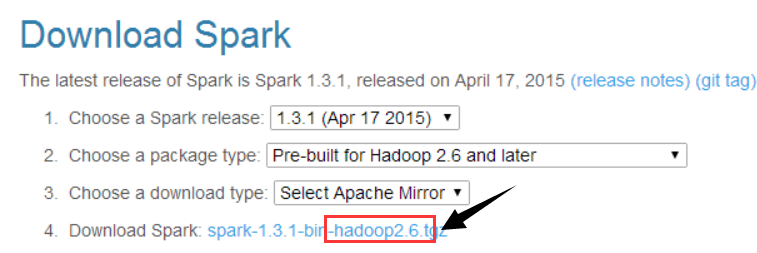 Download Spark
The latest release of Spark is Spark 1.3.1, released on April 17, 2015 (release notes) (git tag)
1. Choose a Spark release: 1.3.1 (Apr 17 2015)
2. Choose a package type: Pre-built for Hadoop 2.6 and later
3. Choose a download type: Select Apache Mirror
4. Download Spark: spark-1.3.1-bin-hadoop2.6.tgz